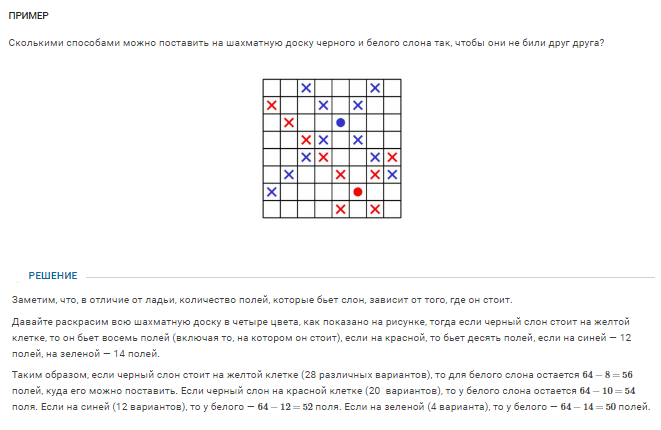 ПРИМЕР
Сколькими способами можно поставить на шахматную доску черного и белого слона так, чтобы они не били друг друга?
РЕШЕНИЕ
Заметим, что, в отличие от ладьи, количество полей, которые бьет слон, зависит от того, где он стоит.
Давайте раскрасим всю шахматную доску в четыре цвета, как показано на рисунке, тогда если черный слон стоит на желтой
клетке, то он бьет восемь полей (включая то, на котором он стоит), если на красной, то бьет десять полей, если на синей — 12
полей, на зеленой — 14 полей.
Таким образом, если черный слон стоит на желтой клетке (28 различных вариантов), то для белого слона остается 64 − 8 = 56
полей, куда его можно поставить. Если черный слон на красной клетке (20 вариантов), то у белого слона остается 64 − 10 = 54
поля. Если на синей (12 вариантов), то у белого — 64 − 12 = 52 поля. Если на зеленой (4 варианта), то у белого — 64 − 14 = 50 полей.